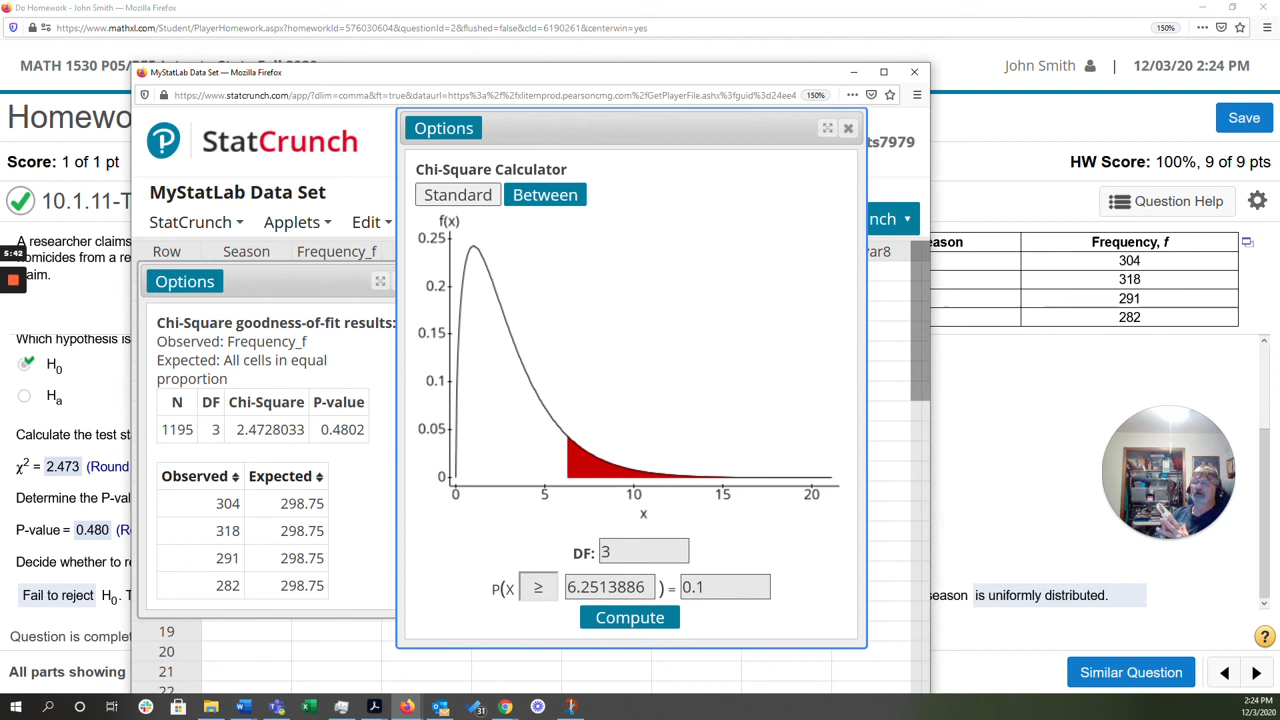 Do Homework - John Smith — Mozilla Firefox
https://www.mathxl.com/Student/PlayerHomework.aspx?homeworkId=576030604&questionId=2&flushed=false&cId=6190261&centerwin=yes
150%
MATH 1530 P05/
John Smith
12/03/20 2:24 PM
Homewo
Save
Score: 1 of 1 pt
HW Score: 100%, 9 of 9 pts
10.1.11-T
Question Help
A researcher claims
omicides from a re
aim.
5:42
eason
Frequency, f
304
318
291
282
Which hypothesis is
H0
Ha
Calculate the test st
χ² = 2.473 (Round
Determine the P-val
P-value = 0.480 (R
Decide whether to re
Fail to reject H0. T
season is uniformly distributed.
Question is complet
All parts showing
Similar Question
?
MyStatLab Data Set — Mozilla Firefox
https://www.statcrunch.com/app/?dlim=comma&ft=true&dataurl=https%3a%2f%2fxlitemprod.pearsoncmg.com%2fGetPlayerFile.ashx%3fguid%3d24ee4
150%
P
StatCrunch
ts7979
MyStatLab Data Set
StatCrunch
Applets
Edit
nch
Row
Season
Frequency_f
var8
19
20
21
22
Options
Chi-Square goodness-of-fit results:
Observed: Frequency_f
Expected: All cells in equal
proportion
N DF Chi-Square P-value
1195 3 2.4728033 0.4802
Observed Expected
304 298.75
318 298.75
291 298.75
282 298.75
Options
Chi-Square Calculator
Standard
Between
f(x)
0.25
0.2
0.15
0.1
0.05
0
0 5 10 15 20
x
DF: 3
P(X ≥ 6.2513886 ) = 0.1
Compute
31
2:24 PM
12/3/2020